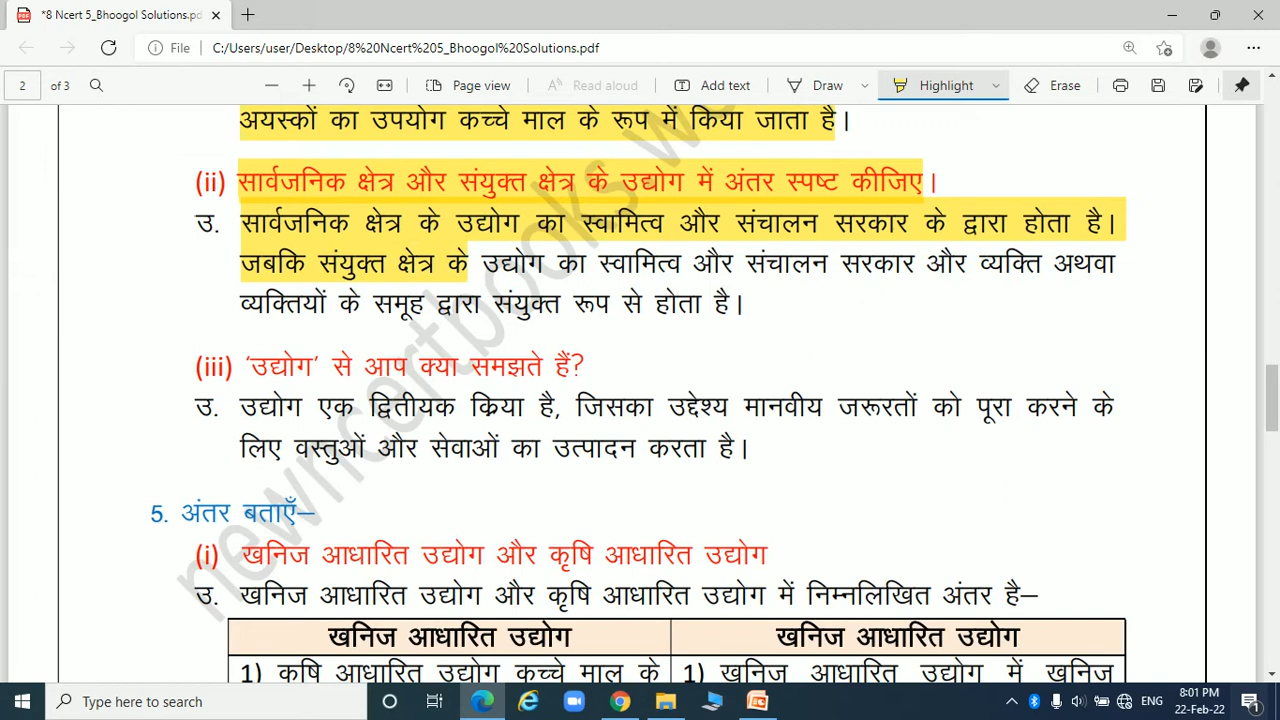 *8 Ncert 5_Bhoogol Solutions.pd
File C:/Users/user/Desktop/8%20Ncert%205_Bhoogol%20Solutions.pdf
2 of 3 Page view Read aloud Add text Draw Highlight Erase
अयस्कों का उपयोग कच्चे माल के रूप में किया जाता है।
(ii) सार्वजनिक क्षेत्र और संयुक्त क्षेत्र के उद्योग में अंतर स्पष्ट कीजिए।
उ. सार्वजनिक क्षेत्र के उद्योग का स्वामित्व और संचालन सरकार के द्वारा होता है।
जबकि संयुक्त क्षेत्र के उद्योग का स्वामित्व और संचालन सरकार और व्यक्ति अथवा
व्यक्तियों के समूह द्वारा संयुक्त रूप से होता है।
(iii) ‘उद्योग’ से आप क्या समझते हैं?
उ. उद्योग एक द्वितीयक क्रिया है, जिसका उद्देश्य मानवीय जरूरतों को पूरा करने के
लिए वस्तुओं और सेवाओं का उत्पादन करता है।
5. अंतर बताएँ–
(i) खनिज आधारित उद्योग और कृषि आधारित उद्योग
उ. खनिज आधारित उद्योग और कृषि आधारित उद्योग में निम्नलिखित अंतर है–
खनिज आधारित उद्योग खनिज आधारित उद्योग
1) कृषि आधारित उद्योग कच्चे माल के 1) खनिज आधारित उद्योग में खनिज
newncertbooks w
Type here to search ENG 8:01 PM
22-Feb-22 1